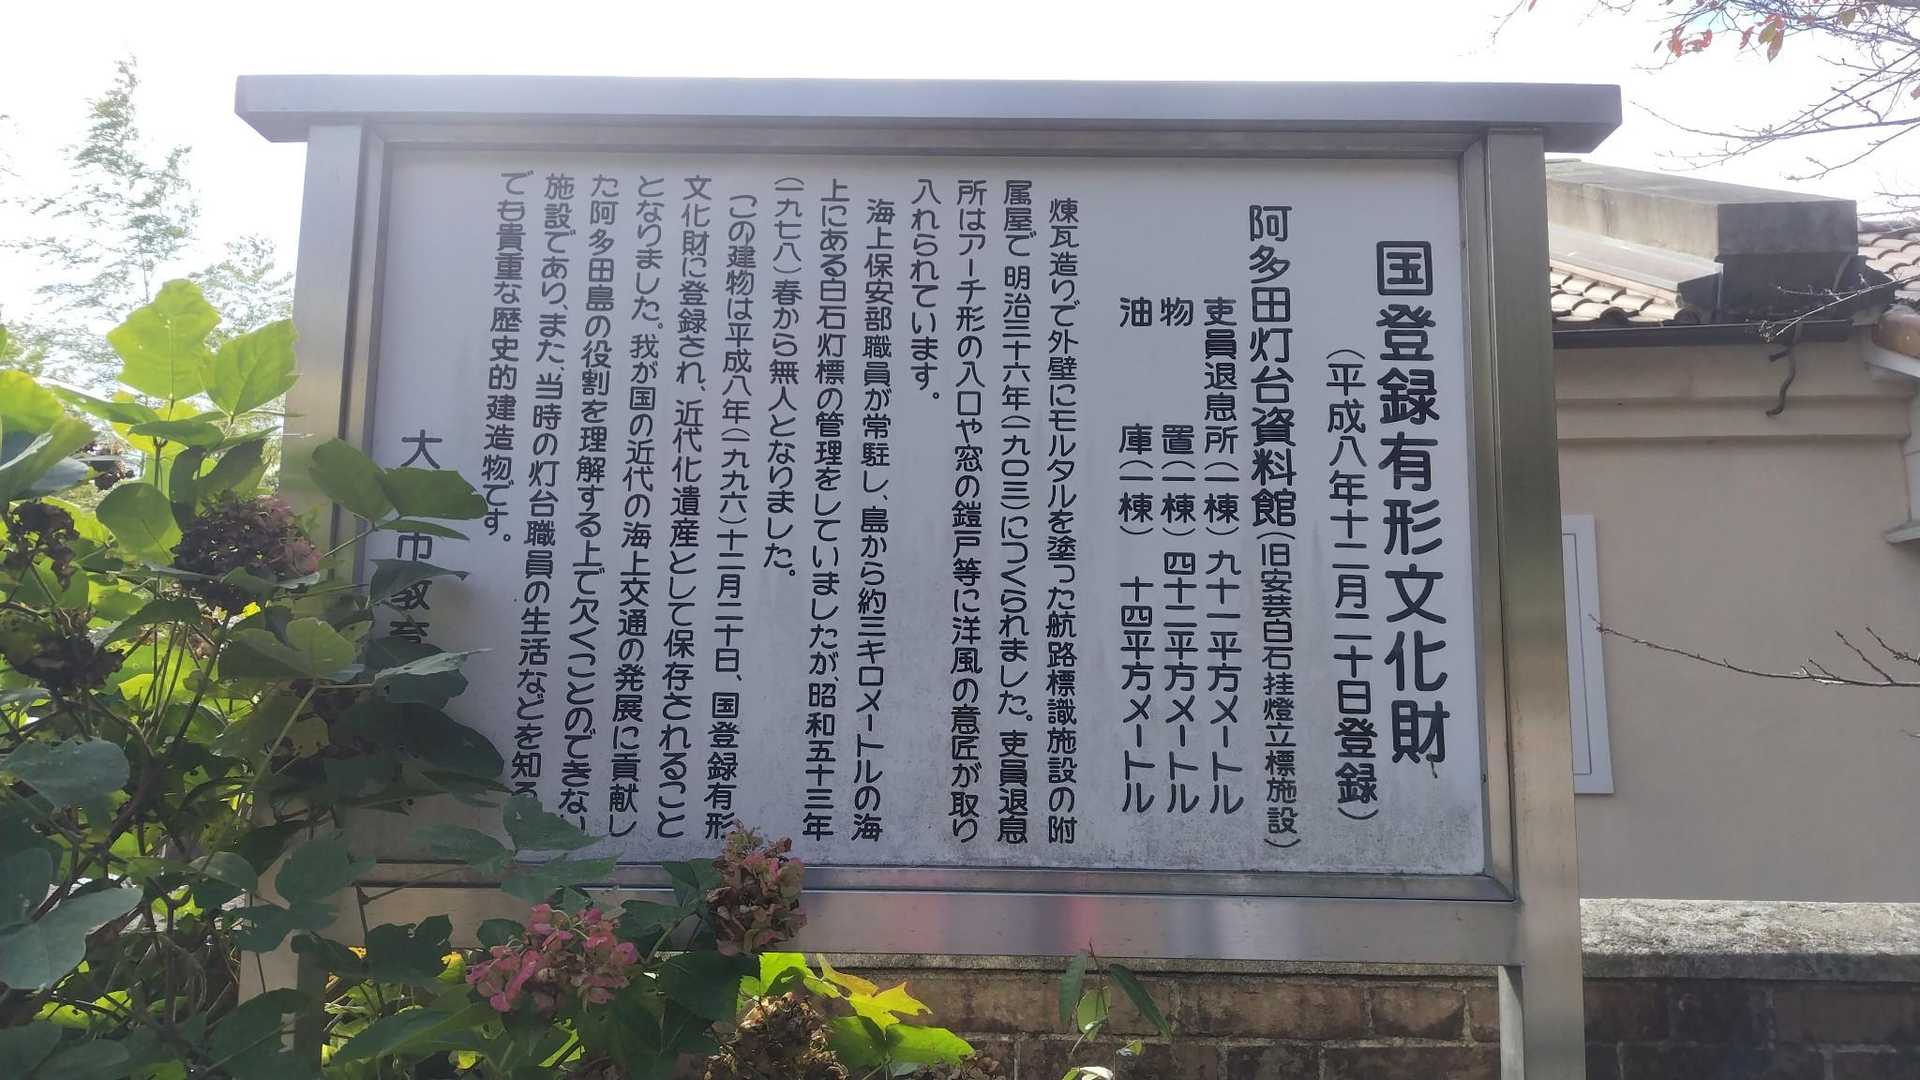 国登録有形文化財
（平成八年十二月二十日登録）
阿多田灯台資料館（旧安芸白石挂燈立標施設）
吏員退息所（一棟）九十一平方メートル
物置（一棟）四十二平方メートル
油庫（一棟）十四平方メートル
煉瓦造りで外壁にモルタルを塗った航路標識施設の附
属屋で明治三十六年（一九〇三）につくられました。吏員退息
所はアーチ形の入口や窓の鎧戸等に洋風の意匠が取り
入れられています。
海上保安部職員が常駐し、島から約三キロメートルの海
上にある白石灯標の管理をしていましたが、昭和五十三年
（一九七八）春から無人となりました。
この建物は平成八年（一九九六）十二月二十日、国登録有形
文化財に登録され、近代化遺産として保存されること
となりました。我が国の近代の海上交通の発展に貢献し
た阿多田島の役割を理解する上で欠くことのできない
施設であり、また、当時の灯台職員の生活などを知る
でも貴重な歴史的建造物です。
大 市教育